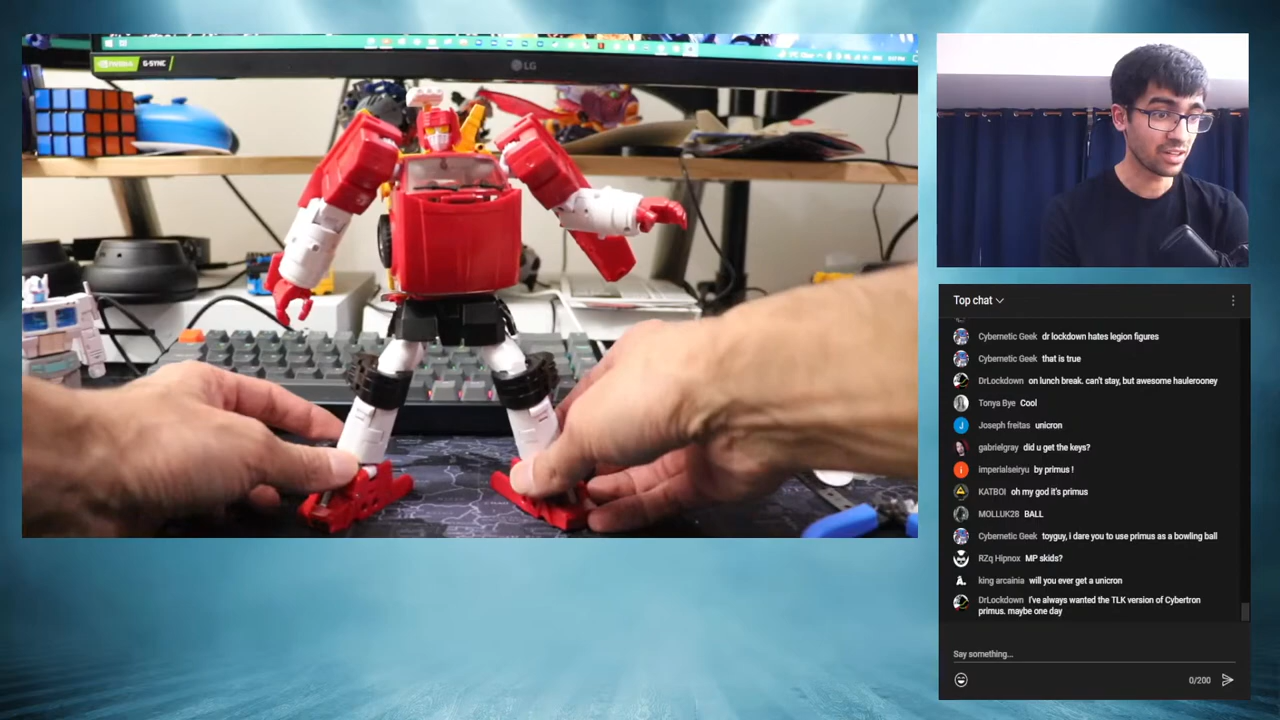 NVIDIA G-SYNC
LG
Top chat
Cybernetic Geek dr lockdown hates legion figures
Cybernetic Geek that is true
DrLockdown on lunch break. can't stay, but awesome haulerooney
Tonya Bye Cool
J Joseph freitas unicron
gabrielgray did u get the keys?
i imperialseiryu by primus !
KATBOI oh my god it's primus
MOLLUK28 BALL
Cybernetic Geek toyguy, i dare you to use primus as a bowling ball
RZq Hipnox MP skids?
king arcainia will you ever get a unicron
DrLockdown I've always wanted the TLK version of Cybertron
primus. maybe one day
Say something...
0/200